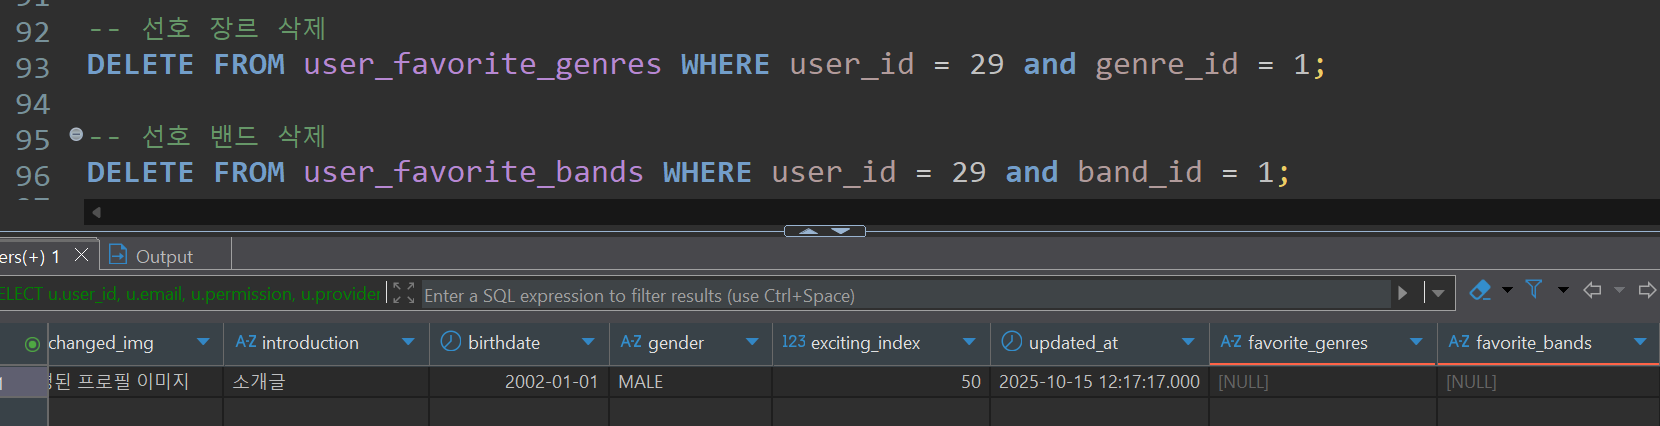 92 -- 선호 장르 삭제
93 DELETE FROM user_favorite_genres WHERE user_id = 29 and genre_id = 1;
94
95 -- 선호 밴드 삭제
96 DELETE FROM user_favorite_bands WHERE user_id = 29 and band_id = 1;
ers(+) 1 Output
ELECT u.user_id, u.email, u.permission, u.provider Enter a SQL expression to filter results (use Ctrl+Space)
changed_img A-Z introduction birthdate A-Z gender 123 exciting_index updated_at A-Z favorite_genres A-Z favorite_bands
1 된 프로필 이미지 소개글 2002-01-01 MALE 50 2025-10-15 12:17:17.000 [NULL] [NULL]